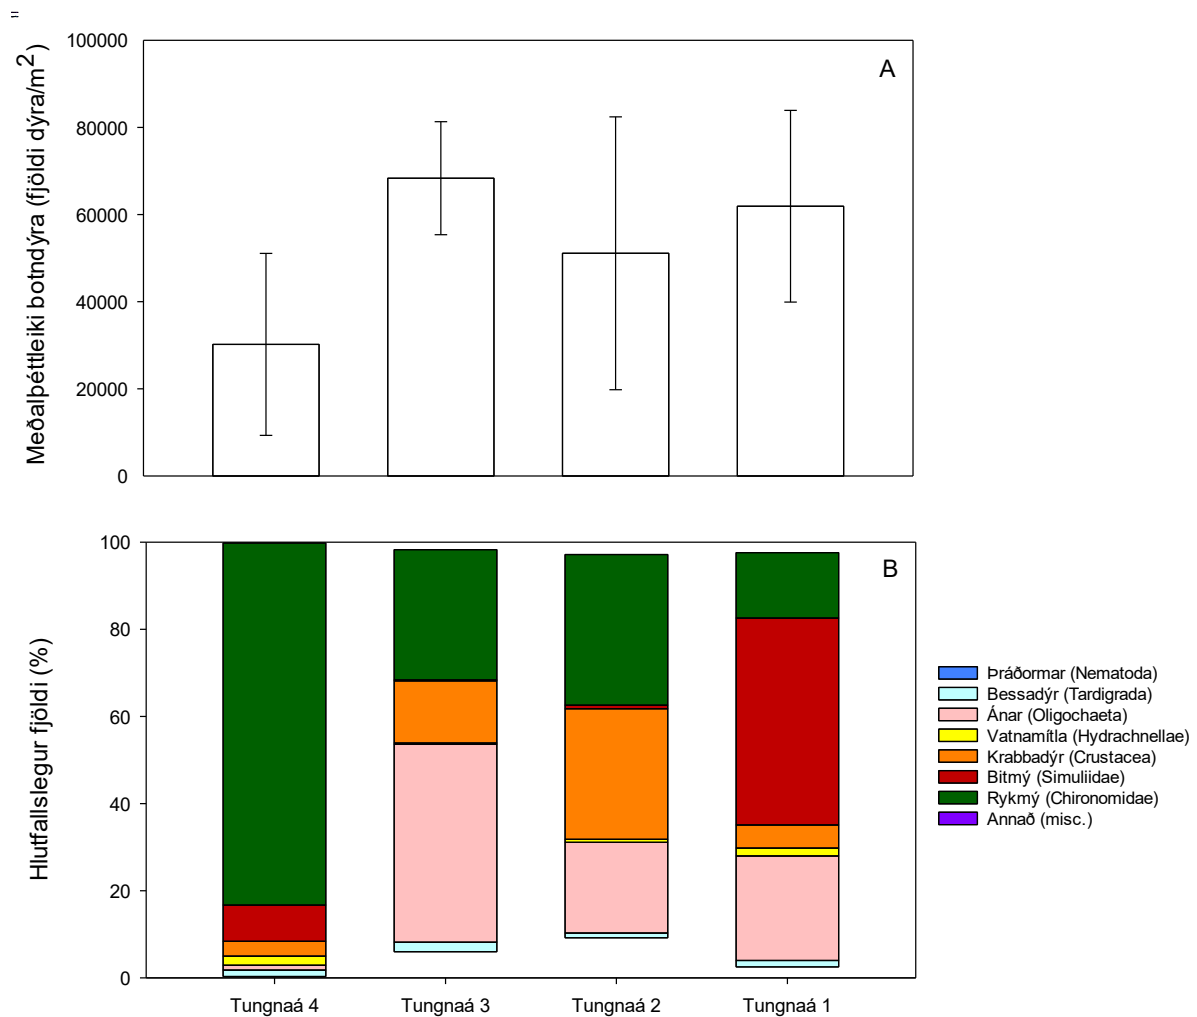 =
Meðalþéttleiki botndýra (fjöldi dýra/m2)
100000
80000
60000
40000
20000
0
A
Hlutfallslegur fjöldi (%)
100
80
60
40
20
0
B
Tungnaá 4 Tungnaá 3 Tungnaá 2 Tungnaá 1
Þráðormar (Nematoda)
Bessadýr (Tardigrada)
Ánar (Oligochaeta)
Vatnamítla (Hydrachnellae)
Krabbadýr (Crustacea)
Bitmý (Simuliidae)
Rykmý (Chironomidae)
Annað (misc.)